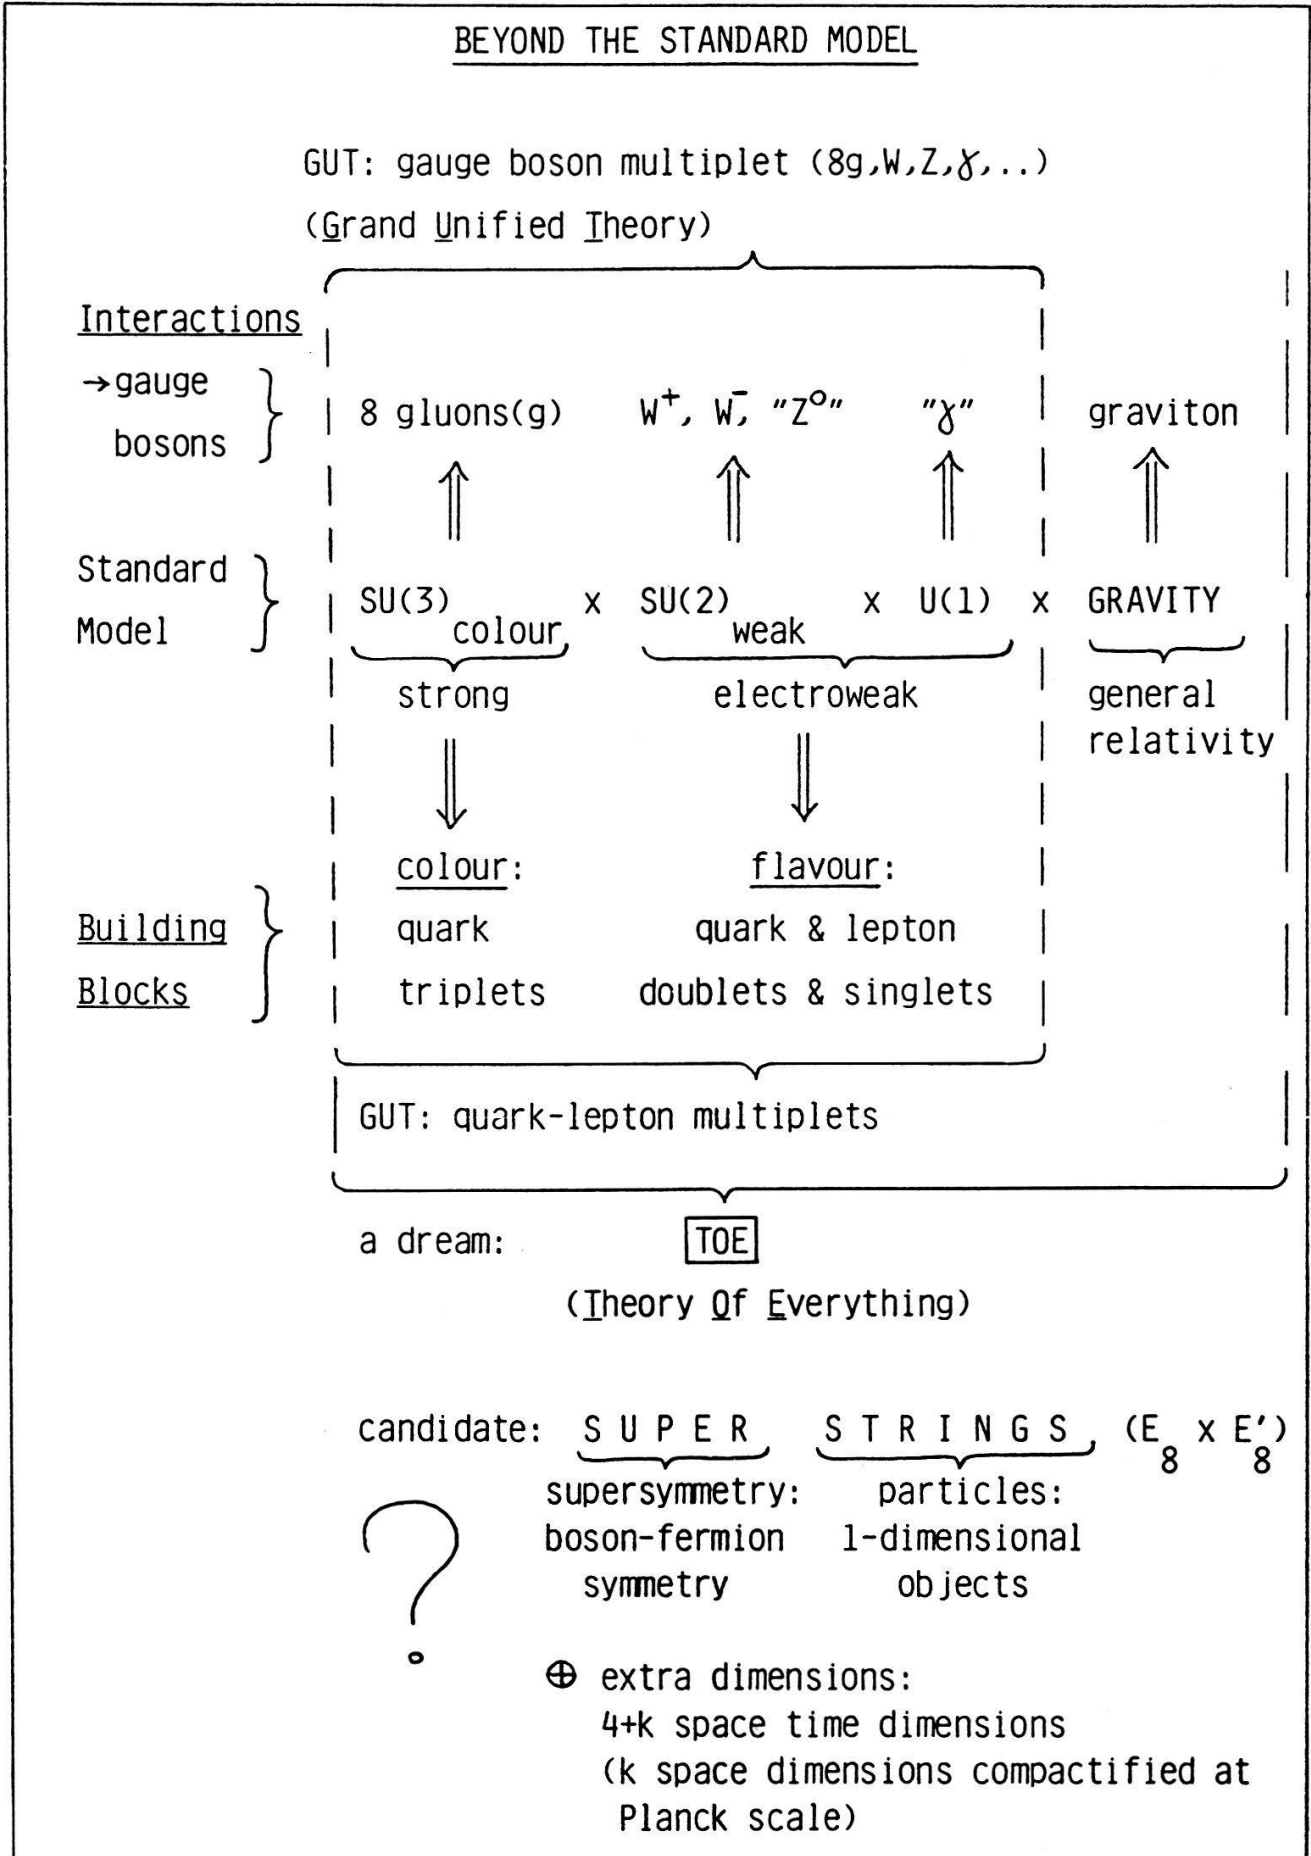 BEYOND THE STANDARD MODEL
GUT: gauge boson multiplet (8g,W,Z,γ,..)
(Grand Unified Theory)
Interactions
→gauge
bosons
8 gluons(g) W⁺, W⁻, "Z⁰" "γ" graviton
Standard
Model
SU(3)colour x SU(2)weak x U(1) x GRAVITY
strong electroweak general
relativity
colour: flavour:
Building quark quark & lepton
Blocks triplets doublets & singlets
GUT: quark-lepton multiplets
a dream: TOE
(Theory Of Everything)
candidate: SUPER STRINGS, (E₈ x E₈′)
supersymmetry: particles:
boson-fermion 1-dimensional
symmetry objects
?
⊕ extra dimensions:
4+k space time dimensions
(k space dimensions compactified at
Planck scale)